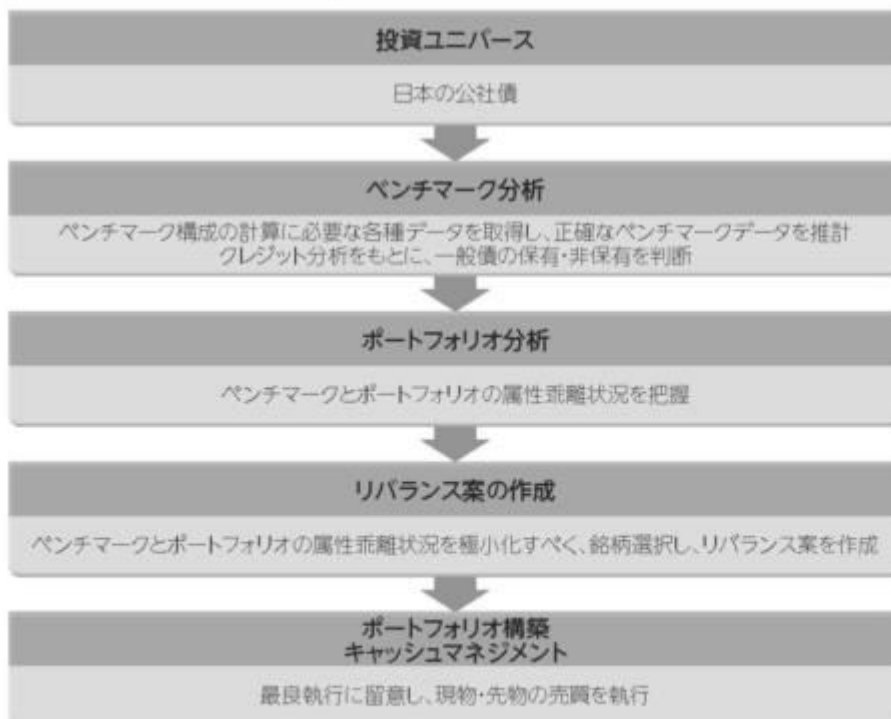 投資ユニバース
日本の公社債
ベンチマーク分析
ベンチマーク構成の計算に必要な各種データを取得し、正確なベンチマークデータを推計
クレジット分析をもとに、一般債の保有・非保有を判断
ポートフォリオ分析
ベンチマークとポートフォリオの属性乖離状況を把握
リバランス案の作成
ベンチマークとポートフォリオの属性乖離状況を極小化すべく、銘柄選択し、リバランス案を作成
ポートフォリオ構築
キャッシュマネジメント
最良執行に留意し、現物・先物の売買を執行